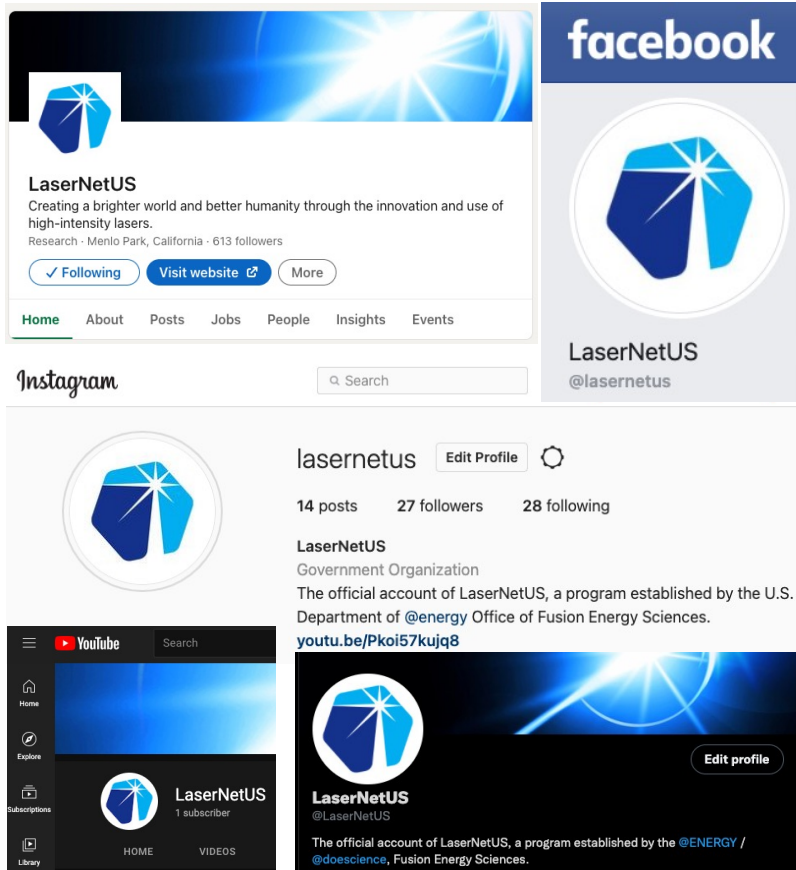 LaserNetUS
Creating a brighter world and better humanity through the innovation and use of
high-intensity lasers.
Research · Menlo Park, California · 613 followers
✓ Following Visit website More
Home About Posts Jobs People Insights Events
facebook
LaserNetUS
@lasernetus
Instagram
Search
lasernetus Edit Profile
14 posts 27 followers 28 following
LaserNetUS
Government Organization
The official account of LaserNetUS, a program established by the U.S.
Department of @energy Office of Fusion Energy Sciences.
youtu.be/Pkoi57kujq8
YouTube Search
Home
Explore
Subscriptions
Library
LaserNetUS
1 subscriber
HOME VIDEOS
Edit profile
LaserNetUS
@LaserNetUS
The official account of LaserNetUS, a program established by the @ENERGY /
@doescience, Fusion Energy Sciences.